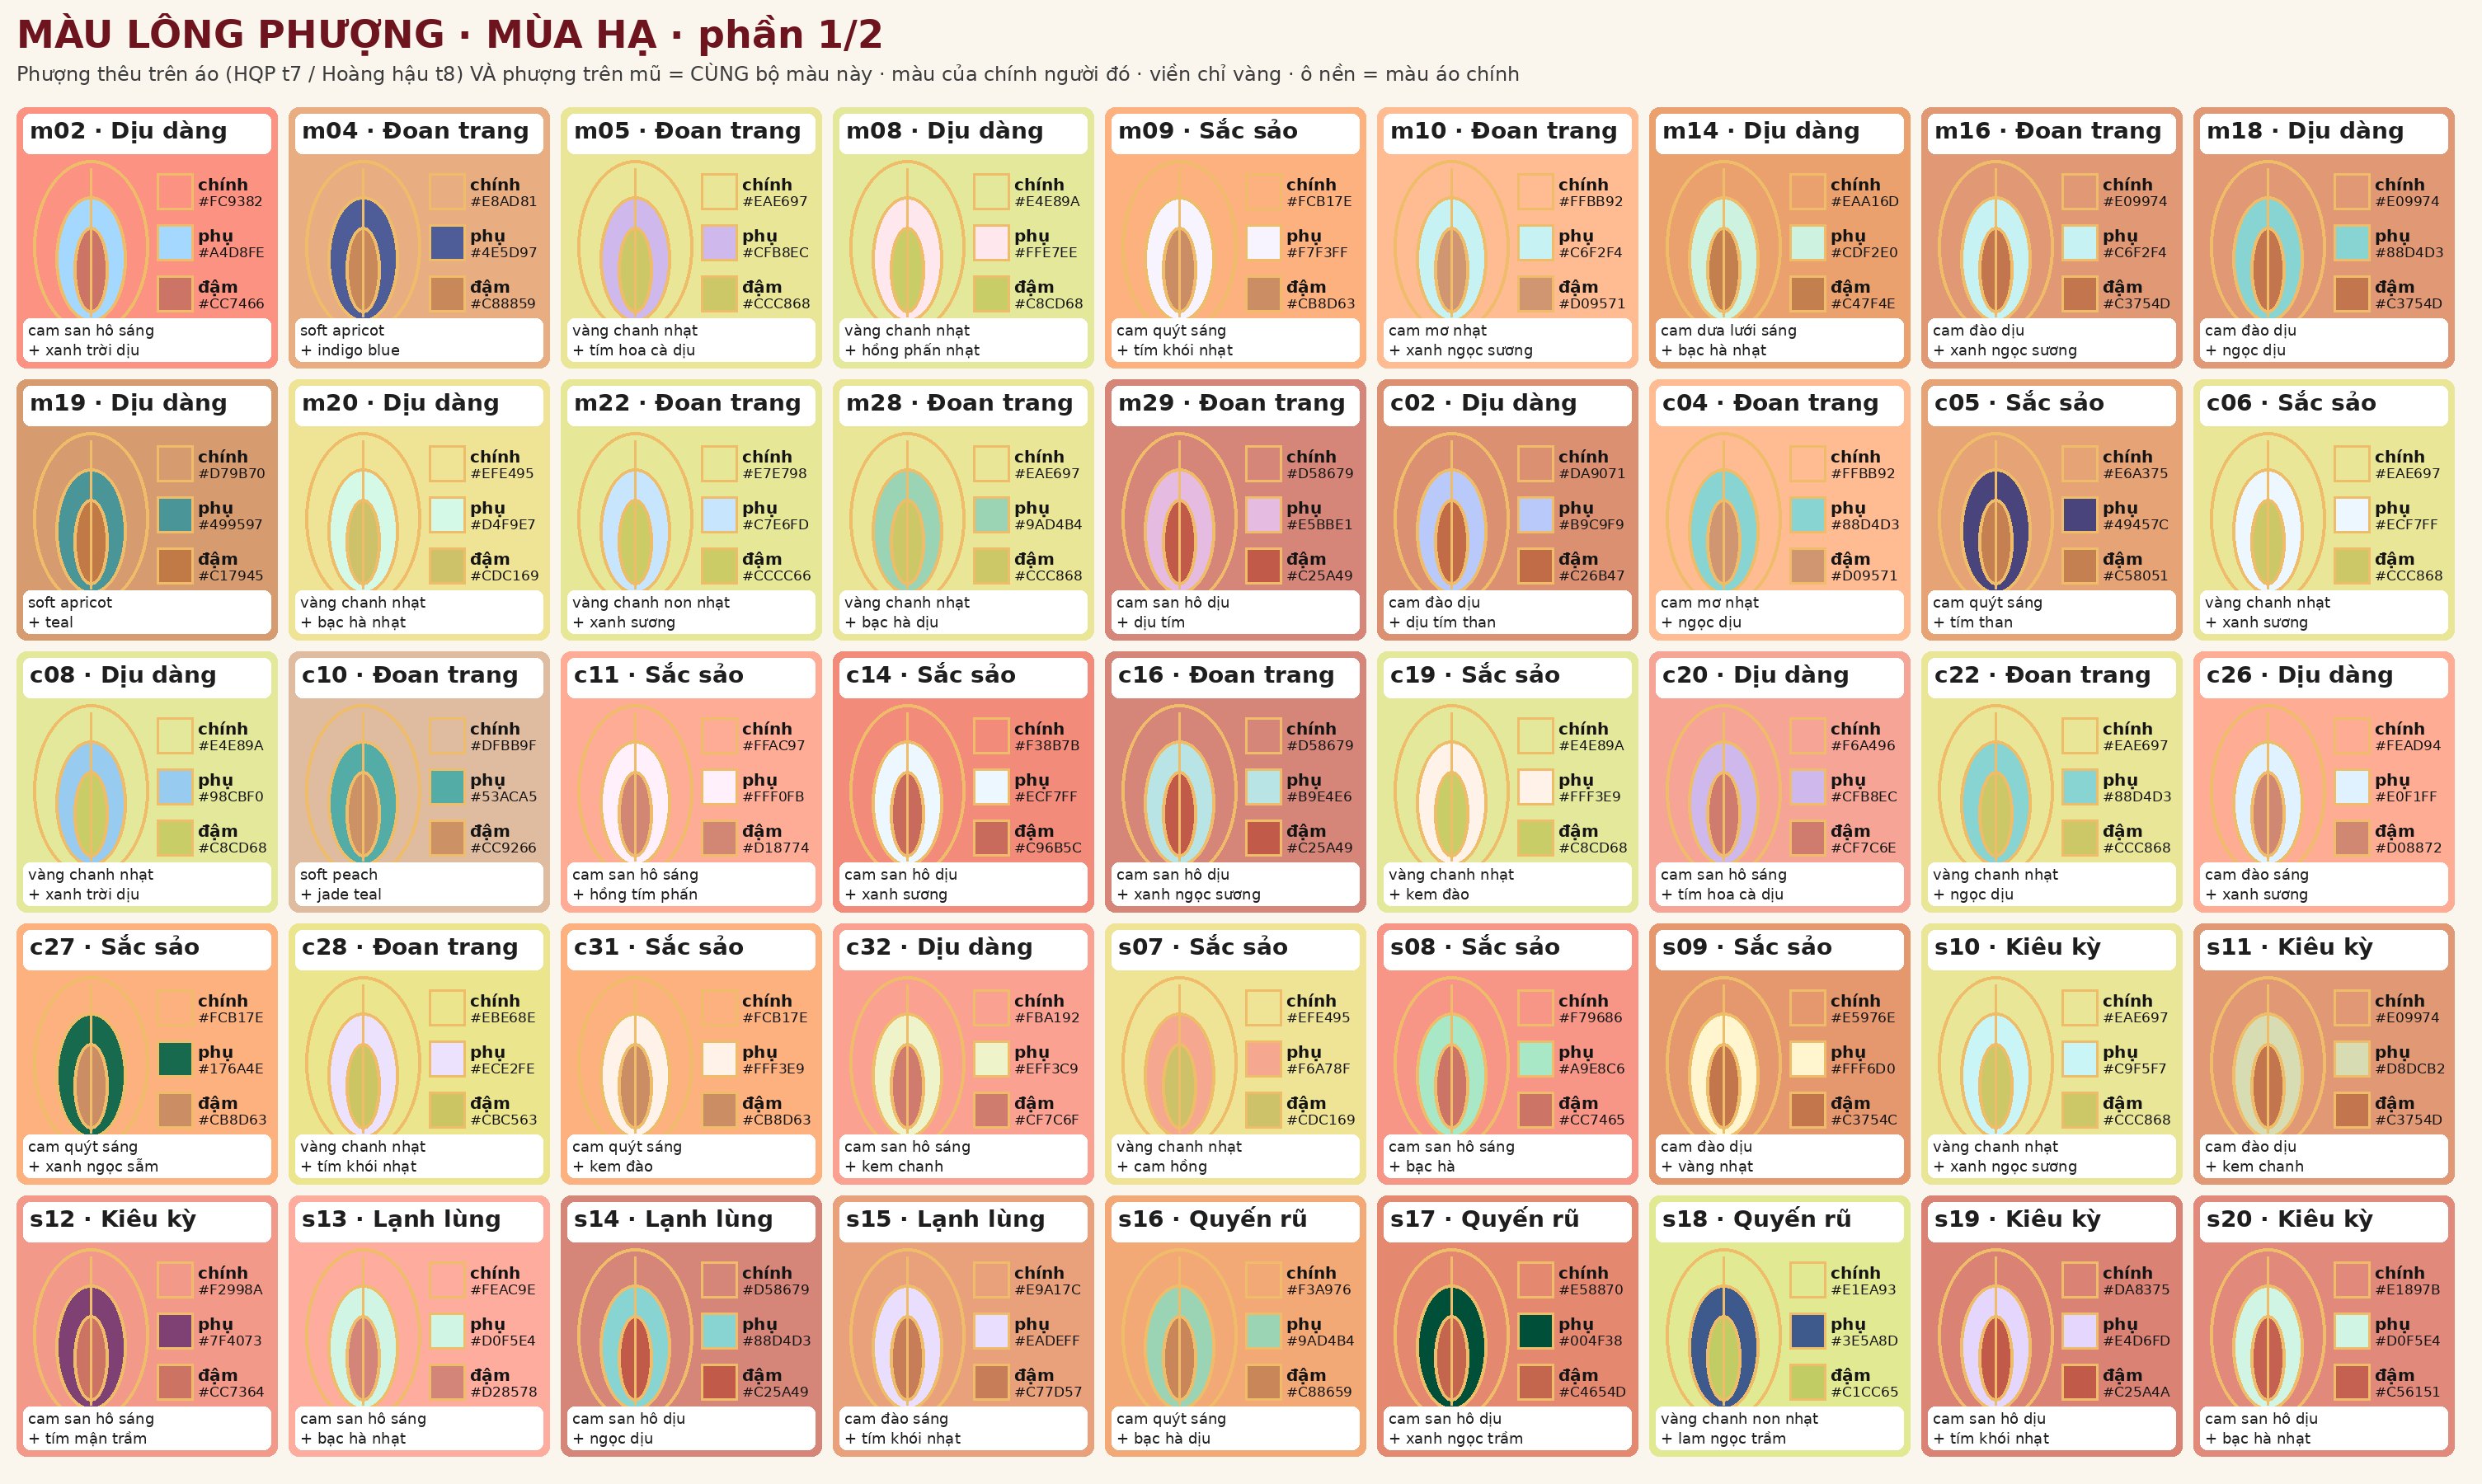 MÀU LÔNG PHƯỢNG · MÙA HẠ · phần 1/2
Phượng thêu trên áo (HQP t7 / Hoàng hậu t8) VÀ phượng trên mũ = CÙNG bộ màu này · màu của chính người đó · viền chỉ vàng · ô nền = màu áo chính
m02 · Dịu dàng
chính
#FC9382
phụ
#A4D8FE
đậm
#CC7466
cam san hô sáng
+ xanh trời dịu
m04 · Đoan trang
chính
#E8AD81
phụ
#4E5D97
đậm
#C88859
soft apricot
+ indigo blue
m05 · Đoan trang
chính
#EAE697
phụ
#CFB8EC
đậm
#CCC868
vàng chanh nhạt
+ tím hoa cà dịu
m08 · Dịu dàng
chính
#E4E89A
phụ
#FFE7EE
đậm
#C8CD68
vàng chanh nhạt
+ hồng phấn nhạt
m09 · Sắc sảo
chính
#FCB17E
phụ
#F7F3FF
đậm
#CB8D63
cam quýt sáng
+ tím khói nhạt
m10 · Đoan trang
chính
#FFBB92
phụ
#C6F2F4
đậm
#D09571
cam mơ nhạt
+ xanh ngọc sương
m14 · Dịu dàng
chính
#EAA16D
phụ
#CDF2E0
đậm
#C47F4E
cam dưa lưới sáng
+ bạc hà nhạt
m16 · Đoan trang
chính
#E09974
phụ
#C6F2F4
đậm
#C3754D
cam đào dịu
+ xanh ngọc sương
m18 · Dịu dàng
chính
#E09974
phụ
#88D4D3
đậm
#C3754D
cam đào dịu
+ ngọc dịu
m19 · Dịu dàng
chính
#D79B70
phụ
#499597
đậm
#C17945
soft apricot
+ teal
m20 · Dịu dàng
chính
#EFE495
phụ
#D4F9E7
đậm
#CDC169
vàng chanh nhạt
+ bạc hà nhạt
m22 · Đoan trang
chính
#E7E798
phụ
#C7E6FD
đậm
#CCCC66
vàng chanh non nhạt
+ xanh sương
m28 · Đoan trang
chính
#EAE697
phụ
#9AD4B4
đậm
#CCC868
vàng chanh nhạt
+ bạc hà dịu
m29 · Đoan trang
chính
#D58679
phụ
#E5BBE1
đậm
#C25A49
cam san hô dịu
+ dịu tím
c02 · Dịu dàng
chính
#DA9071
phụ
#B9C9F9
đậm
#C26B47
cam đào dịu
+ dịu tím than
c04 · Đoan trang
chính
#FFBB92
phụ
#88D4D3
đậm
#D09571
cam mơ nhạt
+ ngọc dịu
c05 · Sắc sảo
chính
#E6A375
phụ
#49457C
đậm
#C58051
cam quýt sáng
+ tím than
c06 · Sắc sảo
chính
#EAE697
phụ
#ECF7FF
đậm
#CCC868
vàng chanh nhạt
+ xanh sương
c08 · Dịu dàng
chính
#E4E89A
phụ
#98CBF0
đậm
#C8CD68
vàng chanh nhạt
+ xanh trời dịu
c10 · Đoan trang
chính
#DFBB9F
phụ
#53ACA5
đậm
#CC9266
soft peach
+ jade teal
c11 · Sắc sảo
chính
#FFAC97
phụ
#FFF0FB
đậm
#D18774
cam san hô sáng
+ hồng tím phấn
c14 · Sắc sảo
chính
#F38B7B
phụ
#ECF7FF
đậm
#C96B5C
cam san hô dịu
+ xanh sương
c16 · Đoan trang
chính
#D58679
phụ
#B9E4E6
đậm
#C25A49
cam san hô dịu
+ xanh ngọc sương
c19 · Sắc sảo
chính
#E4E89A
phụ
#FFF3E9
đậm
#C8CD68
vàng chanh nhạt
+ kem đào
c20 · Dịu dàng
chính
#F6A496
phụ
#CFB8EC
đậm
#CF7C6E
cam san hô sáng
+ tím hoa cà dịu
c22 · Đoan trang
chính
#EAE697
phụ
#88D4D3
đậm
#CCC868
vàng chanh nhạt
+ ngọc dịu
c26 · Dịu dàng
chính
#FEAD94
phụ
#E0F1FF
đậm
#D08872
cam đào sáng
+ xanh sương
c27 · Sắc sảo
chính
#FCB17E
phụ
#176A4E
đậm
#CB8D63
cam quýt sáng
+ xanh ngọc sẫm
c28 · Đoan trang
chính
#EBE68E
phụ
#ECE2FE
đậm
#CBC563
vàng chanh nhạt
+ tím khói nhạt
c31 · Sắc sảo
chính
#FCB17E
phụ
#FFF3E9
đậm
#CB8D63
cam quýt sáng
+ kem đào
c32 · Dịu dàng
chính
#FBA192
phụ
#EFF3C9
đậm
#CF7C6F
cam san hô sáng
+ kem chanh
s07 · Sắc sảo
chính
#EFE495
phụ
#F6A78F
đậm
#CDC169
vàng chanh nhạt
+ cam hồng
s08 · Sắc sảo
chính
#F79686
phụ
#A9E8C6
đậm
#CC7465
cam san hô sáng
+ bạc hà
s09 · Sắc sảo
chính
#E5976E
phụ
#FFF6D0
đậm
#C3754C
cam đào dịu
+ vàng nhạt
s10 · Kiêu kỳ
chính
#EAE697
phụ
#C9F5F7
đậm
#CCC868
vàng chanh nhạt
+ xanh ngọc sương
s11 · Kiêu kỳ
chính
#E09974
phụ
#D8DCB2
đậm
#C3754D
cam đào dịu
+ kem chanh
s12 · Kiêu kỳ
chính
#F2998A
phụ
#7F4073
đậm
#CC7364
cam san hô sáng
+ tím mận trầm
s13 · Lạnh lùng
chính
#FEAC9E
phụ
#D0F5E4
đậm
#D28578
cam san hô sáng
+ bạc hà nhạt
s14 · Lạnh lùng
chính
#D58679
phụ
#88D4D3
đậm
#C25A49
cam san hô dịu
+ ngọc dịu
s15 · Lạnh lùng
chính
#E9A17C
phụ
#EADEFF
đậm
#C77D57
cam đào sáng
+ tím khói nhạt
s16 · Quyến rũ
chính
#F3A976
phụ
#9AD4B4
đậm
#C88659
cam quýt sáng
+ bạc hà dịu
s17 · Quyến rũ
chính
#E58870
phụ
#004F38
đậm
#C4654D
cam san hô dịu
+ xanh ngọc trầm
s18 · Quyến rũ
chính
#E1EA93
phụ
#3E5A8D
đậm
#C1CC65
vàng chanh non nhạt
+ lam ngọc trầm
s19 · Kiêu kỳ
chính
#DA8375
phụ
#E4D6FD
đậm
#C25A4A
cam san hô dịu
+ tím khói nhạt
s20 · Kiêu kỳ
chính
#E1897B
phụ
#D0F5E4
đậm
#C56151
cam san hô dịu
+ bạc hà nhạt